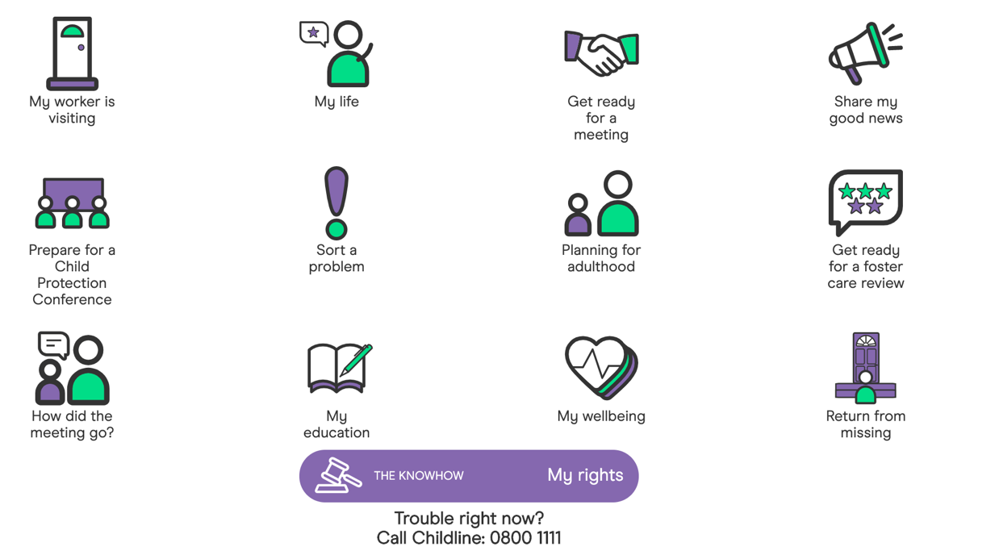 My worker is
visiting
My life
Get ready
for a
meeting
Share my
good news
Prepare for a
Child
Protection
Conference
Sort a
problem
Planning for
adulthood
Get ready
for a foster
care review
How did the
meeting go?
My
education
My wellbeing
Return from
missing
THE KNOWHOW
My rights
Trouble right now?
Call Childline: 0800 1111